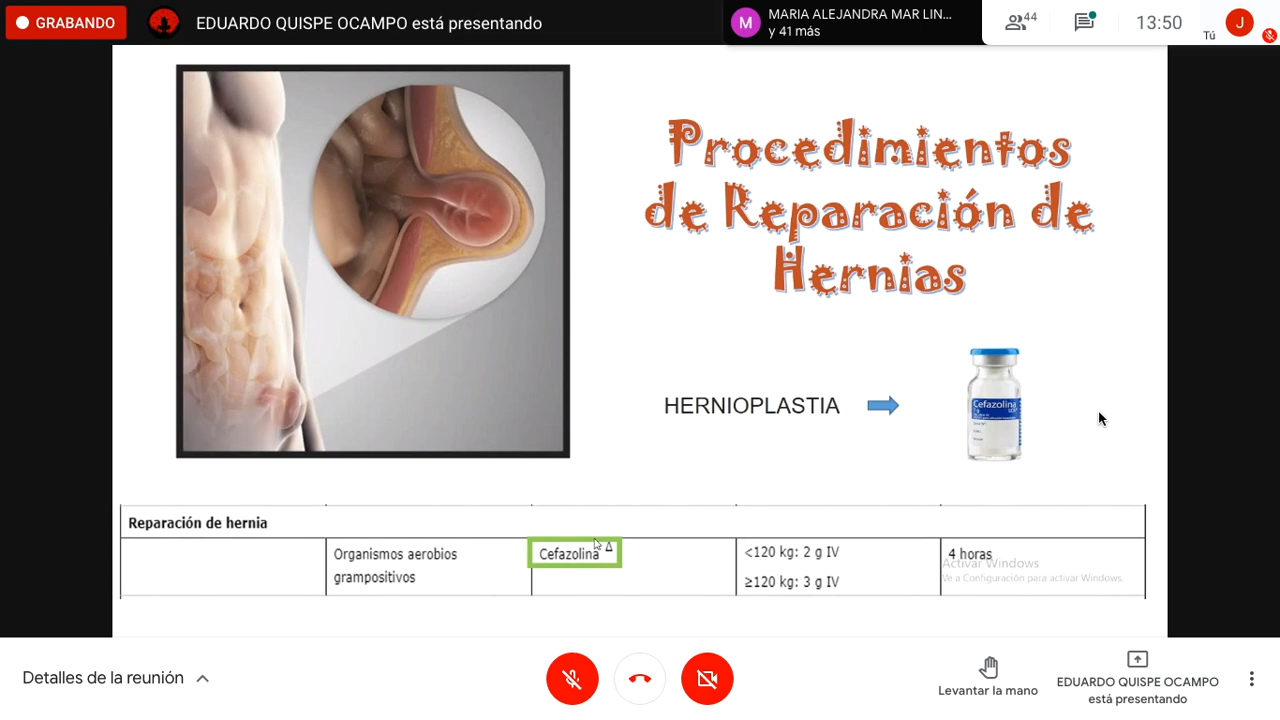 GRABANDO
EDUARDO QUISPE OCAMPO está presentando
M
MARIA ALEJANDRA MAR LIN...
y 41 más
44
13:50
Tú
J
Procedimientos
de Reparación de
Hernias
HERNIOPLASTIA
Cefazolina
Reparación de hernia
Organismos aerobios
grampositivos
Cefazolina Δ
<120 kg: 2 g IV
≥120 kg: 3 g IV
4 horas
Activar Windows
Ve a Configuración para activar Windows.
Detalles de la reunión
Levantar la mano
EDUARDO QUISPE OCAMPO
está presentando